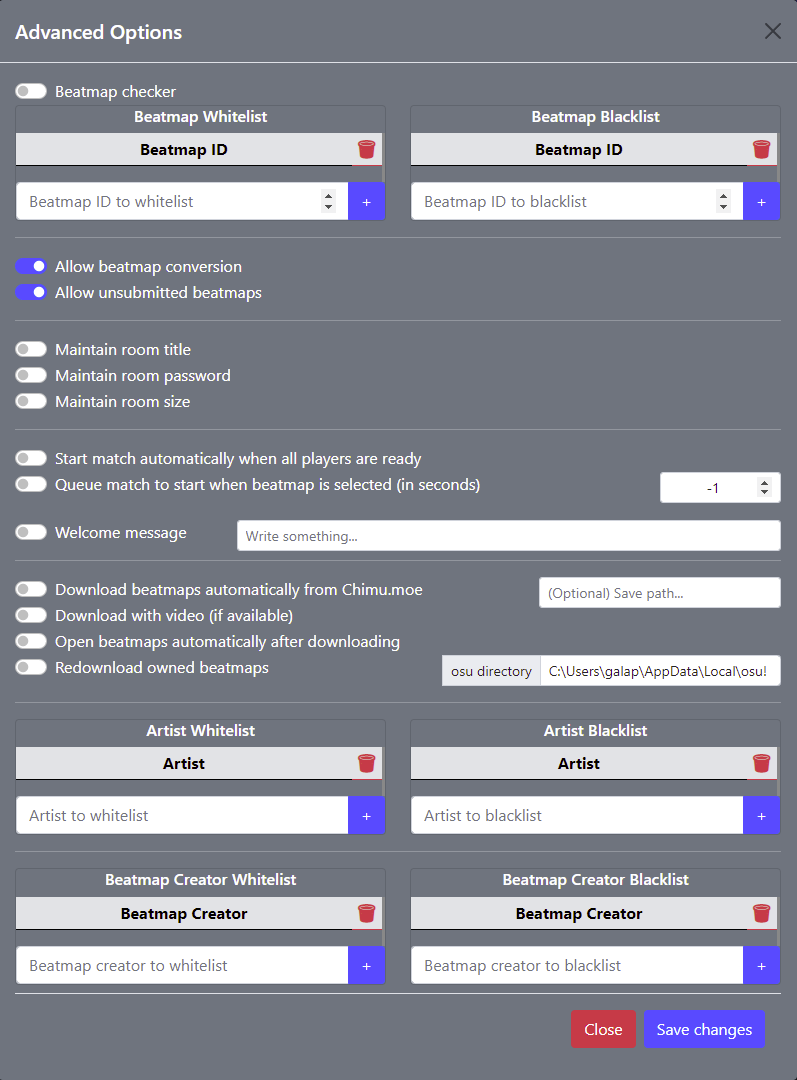 Advanced Options
Beatmap checker
Beatmap Whitelist
Beatmap ID
Beatmap ID to whitelist
+
Beatmap Blacklist
Beatmap ID
Beatmap ID to blacklist
+
Allow beatmap conversion
Allow unsubmitted beatmaps
Maintain room title
Maintain room password
Maintain room size
Start match automatically when all players are ready
Queue match to start when beatmap is selected (in seconds)
-1
Welcome message
Write something...
Download beatmaps automatically from Chimu.moe
(Optional) Save path...
Download with video (if available)
Open beatmaps automatically after downloading
Redownload owned beatmaps
osu directory
C:\Users\galap\AppData\Local\osu!
Artist Whitelist
Artist
Artist to whitelist
+
Artist Blacklist
Artist
Artist to blacklist
+
Beatmap Creator Whitelist
Beatmap Creator
Beatmap creator to whitelist
+
Beatmap Creator Blacklist
Beatmap Creator
Beatmap creator to blacklist
+
Close
Save changes